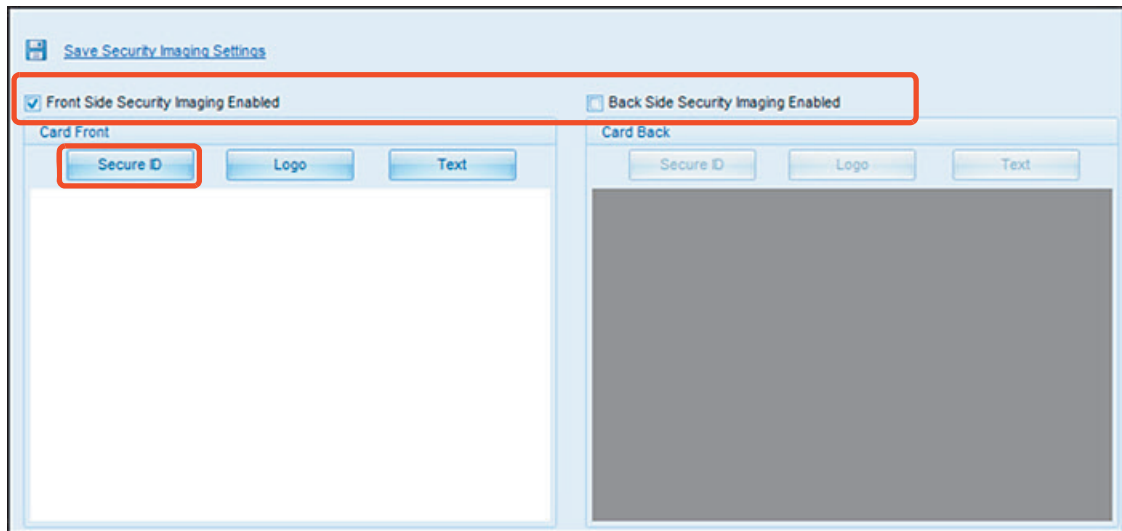 Save Security Imaging Settings
Front Side Security Imaging Enabled Back Side Security Imaging Enabled
Card Front Card Back
Secure ID Logo Text Secure ID Logo Text